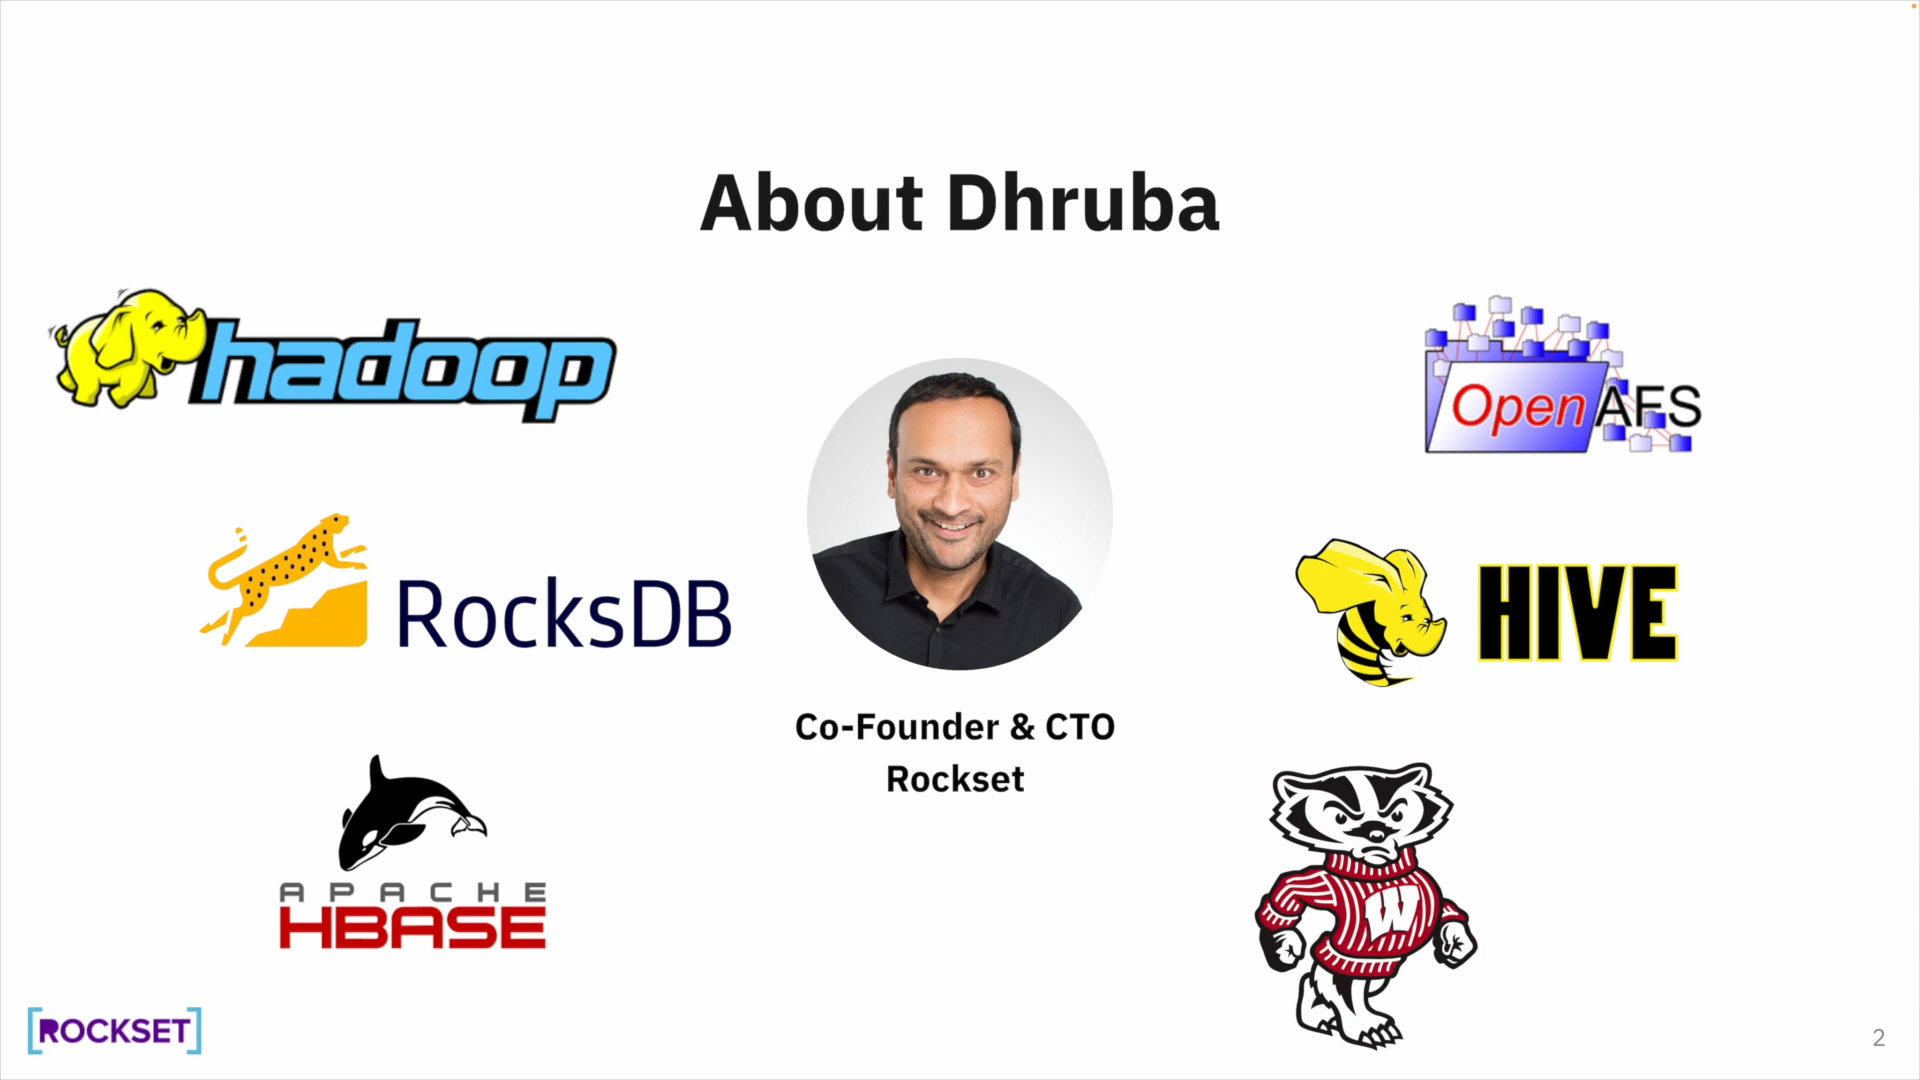 About Dhruba
hadoop
OpenAFS
RocksDB
HIVE
Co-Founder & CTO
Rockset
APACHE
HBASE
W
[ROCKSET]
2